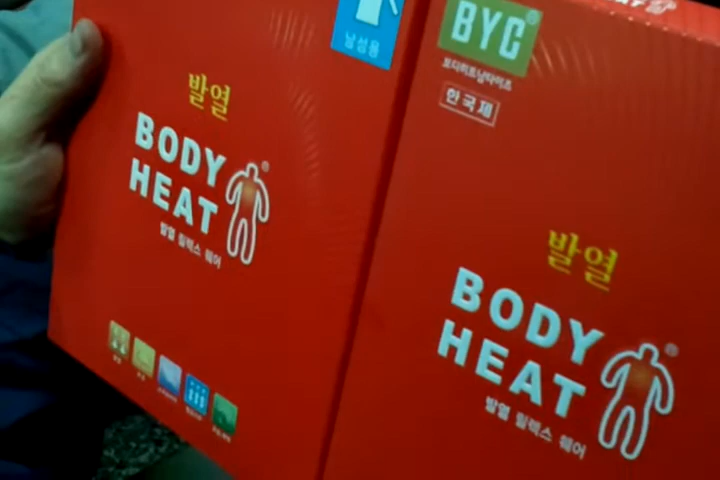 남성용
발열
BODY
HEAT
발열 릴렉스 웨어
BYC
보디히트남타이즈
한국제
발열
BODY
HEAT
발열 릴렉스 웨어